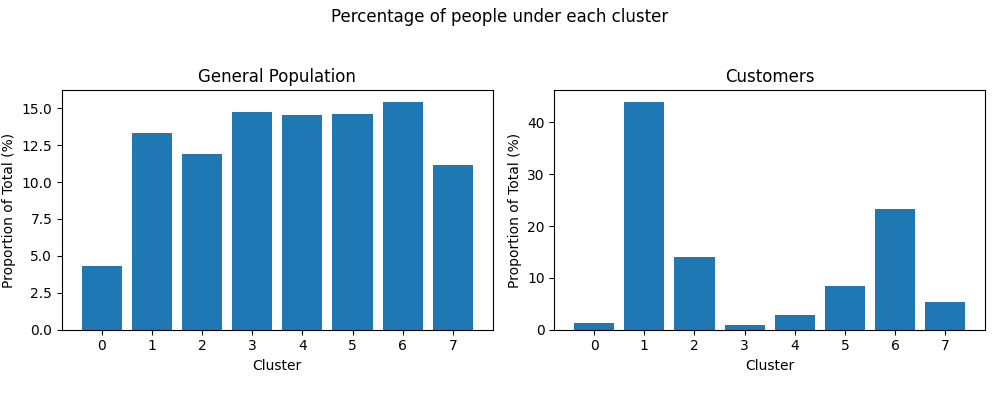 Percentage of people under each cluster
General Population
Proportion of Total (%)
15.0
12.5
10.0
7.5
5.0
2.5
0.0
0 1 2 3 4 5 6 7
Cluster
Customers
Proportion of Total (%)
40
30
20
10
0
0 1 2 3 4 5 6 7
Cluster